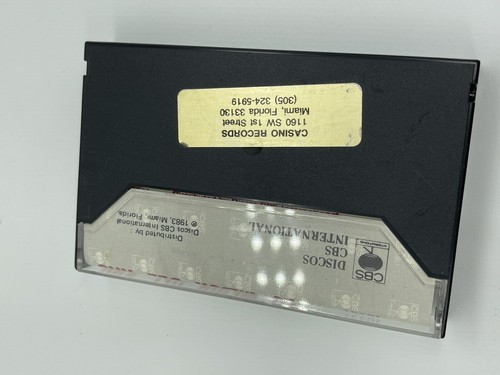 CASINO RECORDS
1160 SW 1st Street
Miami, Florida 33130
(305) 324-5919
DISCOS
CBS
INTERNATIONAL
CBS
Distributed by:
Discos CBS International
℗ 1983, Miami, Florida